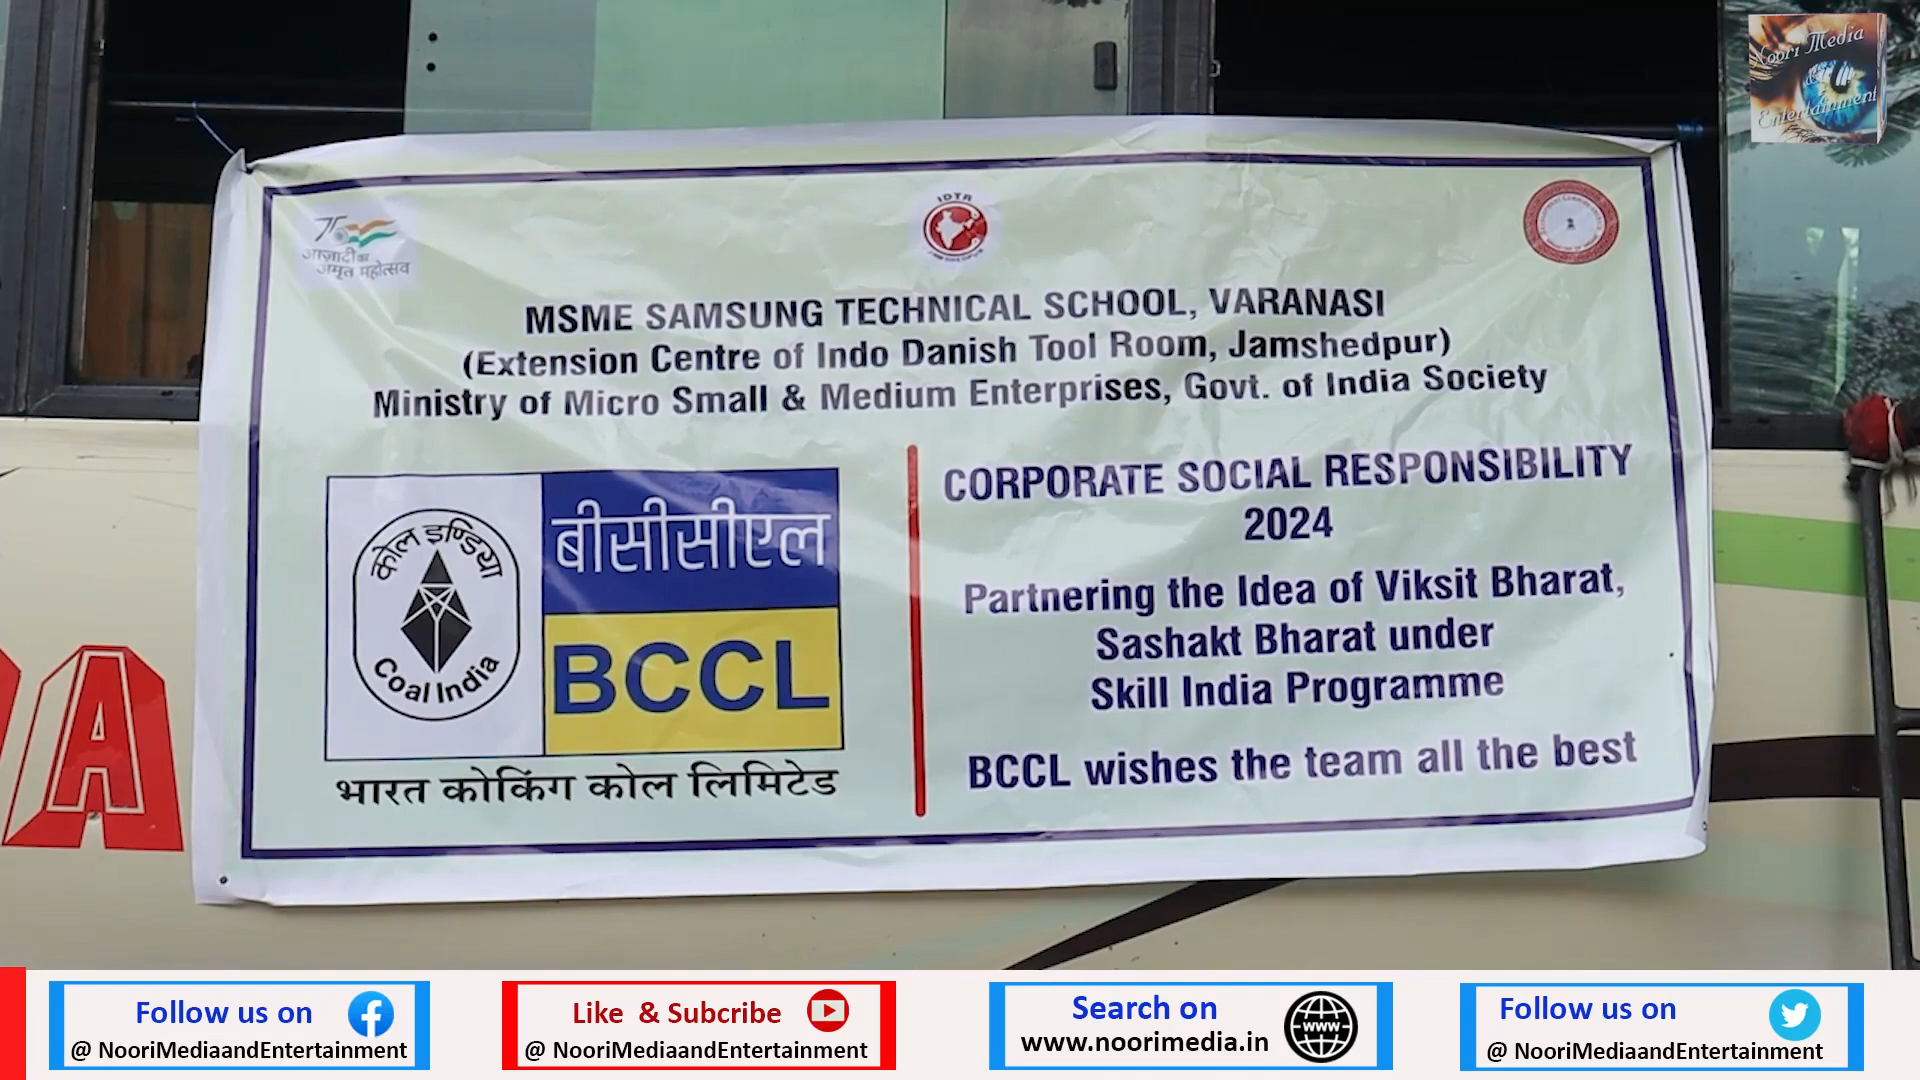 Noori Media
&
Entertainment
75
आज़ादी का
अमृत महोत्सव
IDTR
MSME SAMSUNG TECHNICAL SCHOOL, VARANASI
(Extension Centre of Indo Danish Tool Room, Jamshedpur)
Ministry of Micro Small & Medium Enterprises, Govt. of India Society
कोल इण्डिया
Coal India
बीसीसीएल
BCCL
भारत कोकिंग कोल लिमिटेड
CORPORATE SOCIAL RESPONSIBILITY
2024
Partnering the Idea of Viksit Bharat,
Sashakt Bharat under
Skill India Programme
BCCL wishes the team all the best
A
Follow us on
@ NooriMediaandEntertainment
Like & Subcribe
@ NooriMediaandEntertainment
Search on
www.noorimedia.in
WWW
Follow us on
@ NooriMediaandEntertainment